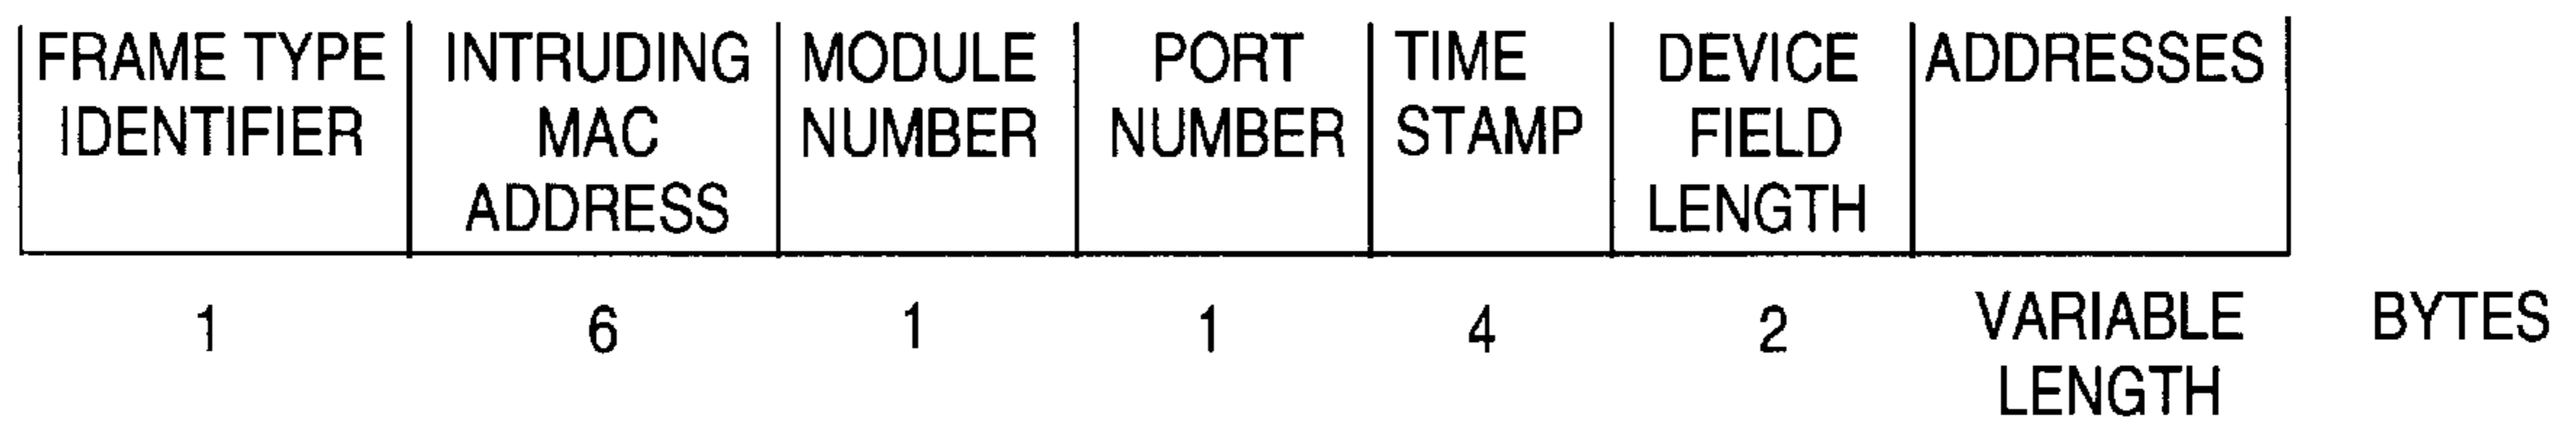 FRAME TYPE
IDENTIFIER
INTRUDING
MAC
ADDRESS
MODULE
NUMBER
PORT
NUMBER
TIME
STAMP
DEVICE
FIELD
LENGTH
ADDRESSES
1
6
1
1
4
2
VARIABLE
LENGTH
BYTES